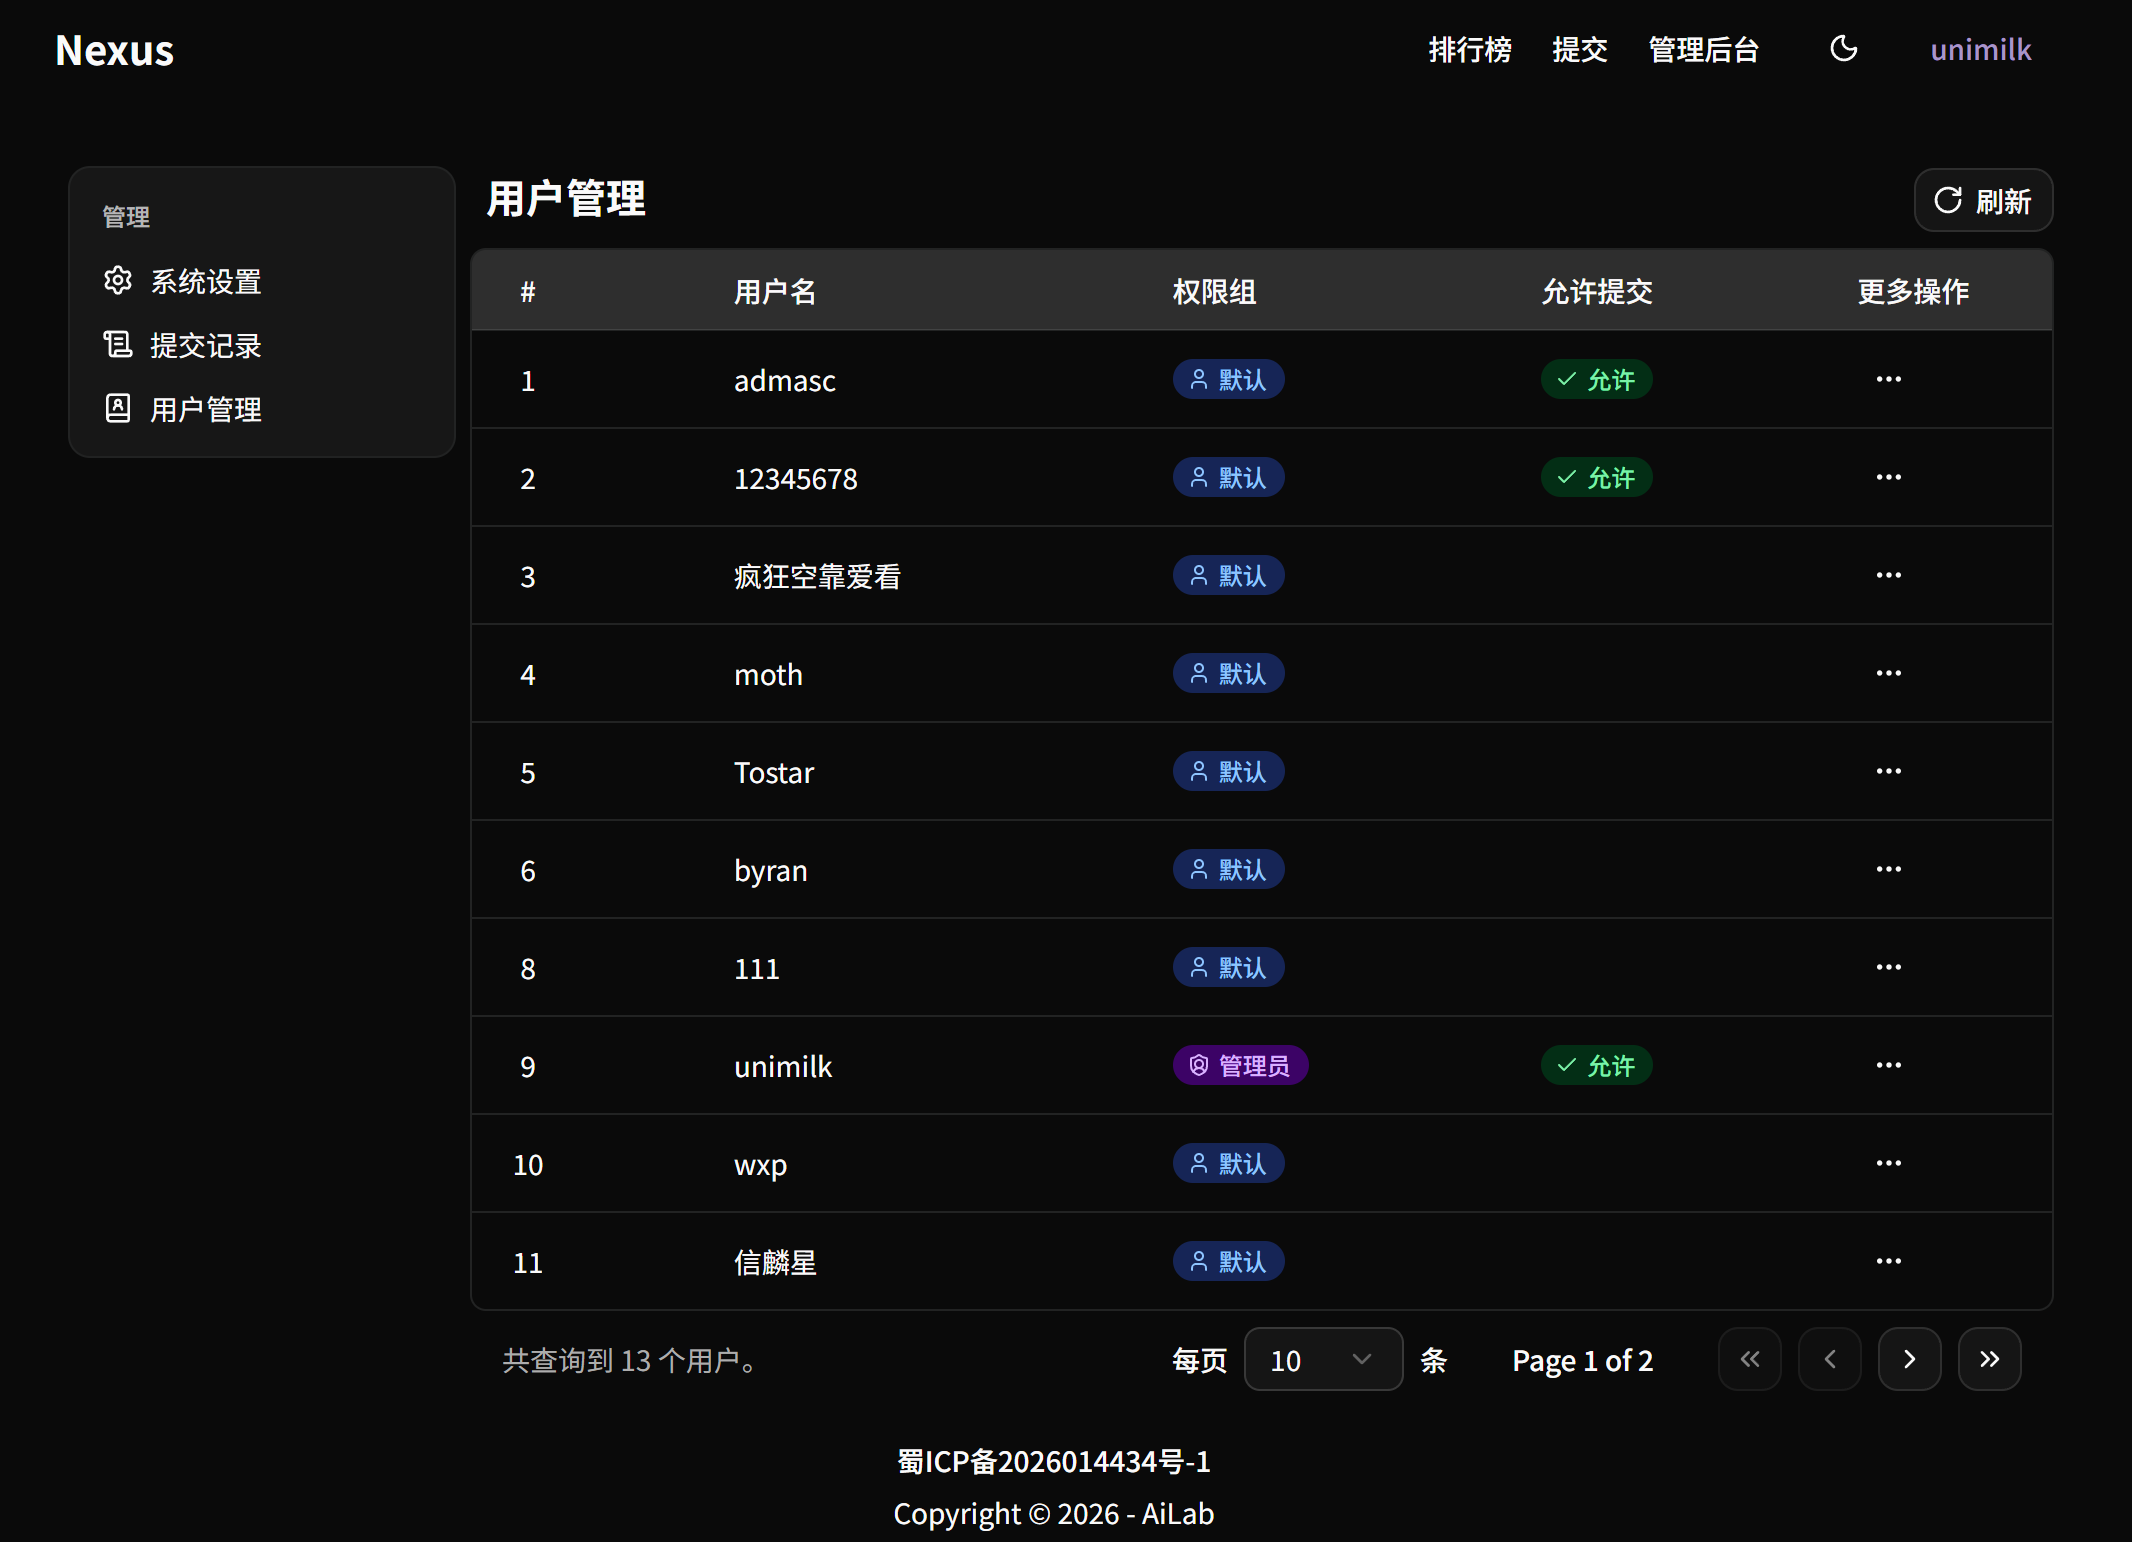 Nexus 排行榜 提交 管理后台 unimilk
管理
系统设置
提交记录
用户管理
用户管理 刷新
# 用户名 权限组 允许提交 更多操作
1 admasc 默认 允许
2 12345678 默认 允许
3 疯狂空靠爱看 默认
4 moth 默认
5 Tostar 默认
6 byran 默认
8 111 默认
9 unimilk 管理员 允许
10 wxp 默认
11 信麟星 默认
共查询到 13 个用户。 每页 10 条 Page 1 of 2
蜀ICP备2026014434号-1
Copyright © 2026 - AiLab